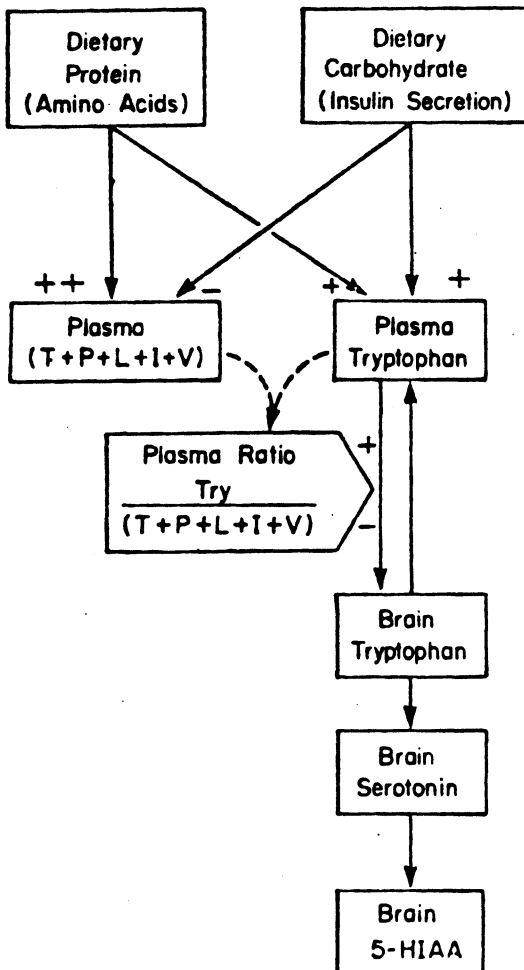 Dietary
Protein
(Amino Acids)
Dietary
Carbohydrate
(Insulin Secretion)
++
–
+
+
Plasma
(T+P+L+I+V)
Plasma
Tryptophan
Plasma Ratio
Try
(T+P+L+I+V)
+
–
Brain
Tryptophan
Brain
Serotonin
Brain
5-HIAA